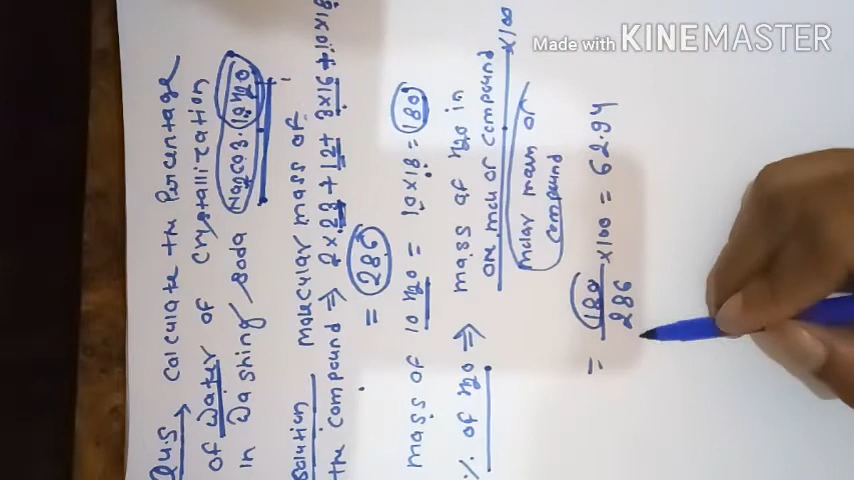 Made with KINEMASTER
Qus → Calculate the Percentage
of water of crystallization
in washing soda Na2CO3.10H2O
Solution molecular mass of
the compound ⇒ 2×23 + 12 + 16×3 + 10×18
= 286
mass of 10 H2O = 10×18 = 180
% of H2O ⇒ mass of H2O in
one mol of compound ×100
molar mass of
compound
= 180 ×100 = 6294
286